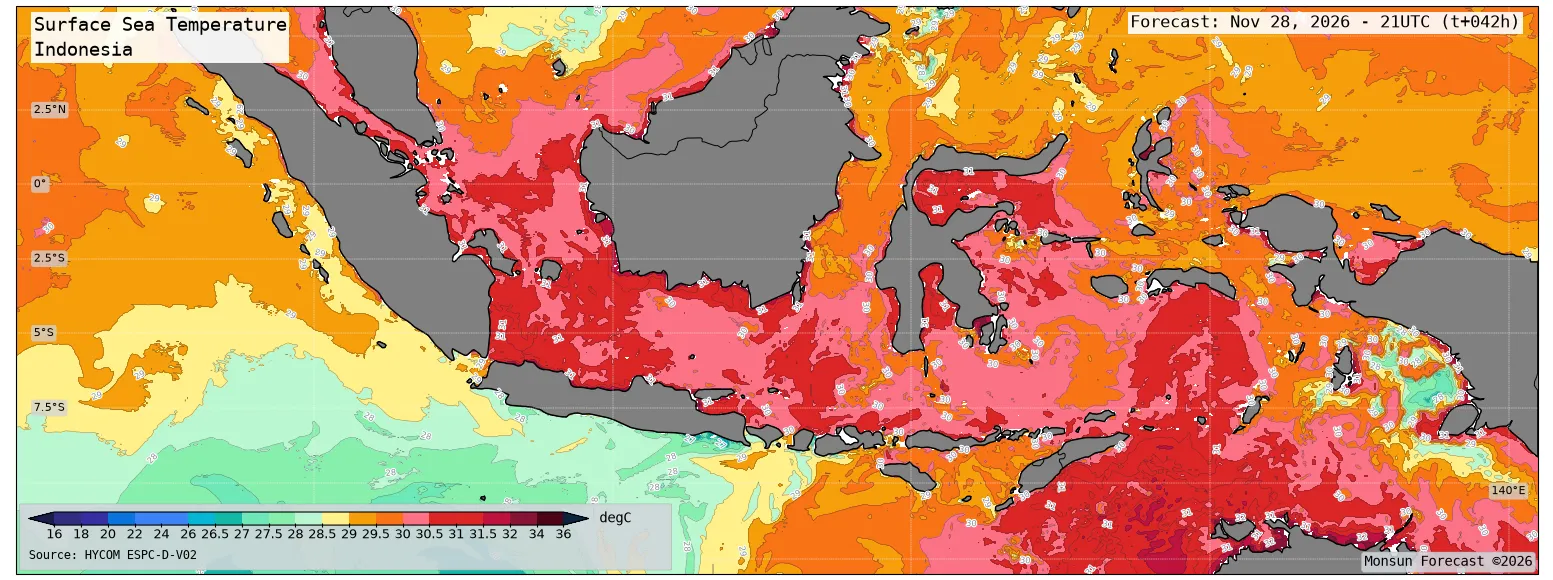 Surface Sea Temperature
Indonesia
Forecast: Nov 28, 2026 - 21UTC (t+042h)
2.5°N
0°
2.5°S
5°S
7.5°S
140°E
degC
16 18 20 22 24 26 26.5 27 27.5 28 28.5 29 29.5 30 30.5 31 31.5 32 34 36
Source: HYCOM ESPC-D-V02
Monsun Forecast ©2026